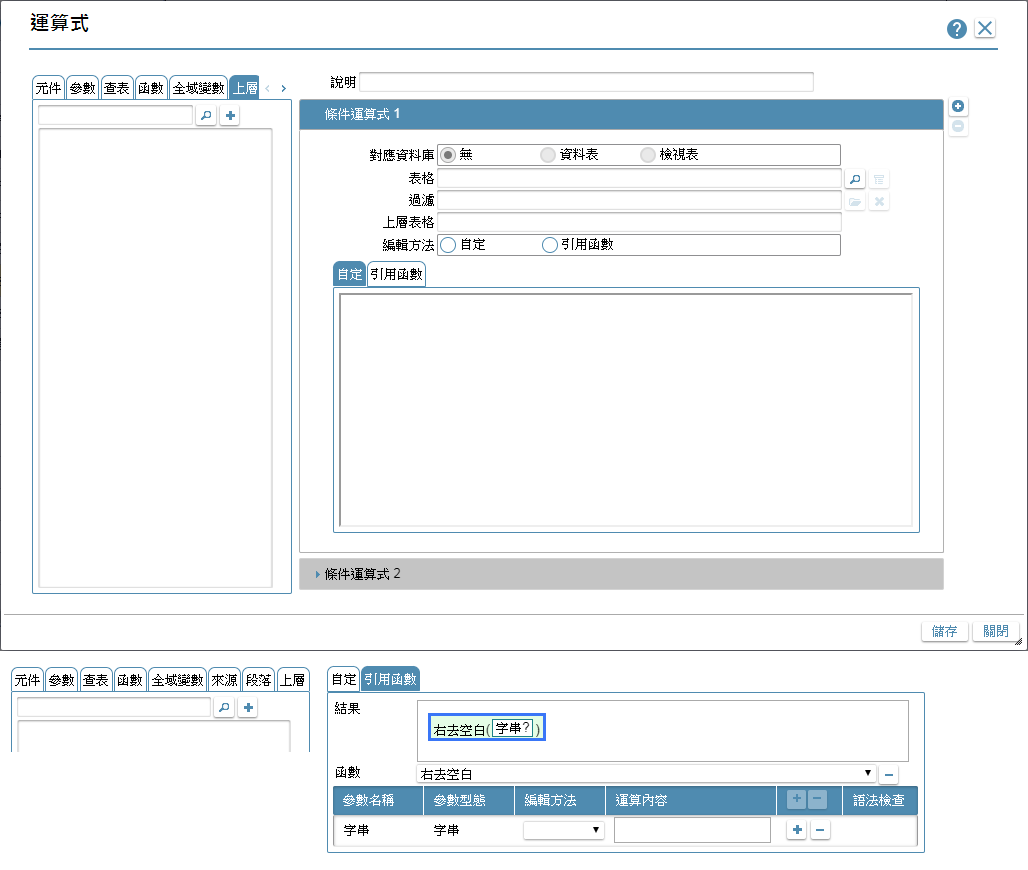 運算式
?
元件 參數 查表 函數 全域變數 上層
說明
條件運算式 1
對應資料庫 無 資料表 檢視表
表格
過濾
上層表格
編輯方法 自定 引用函數
自定 引用函數
條件運算式 2
儲存 關閉
元件 參數 查表 函數 全域變數 來源 段落 上層
自定 引用函數
結果
右去空白(字串?)
函數 右去空白
參數名稱 參數型態 編輯方法 運算內容 語法檢查
字串 字串